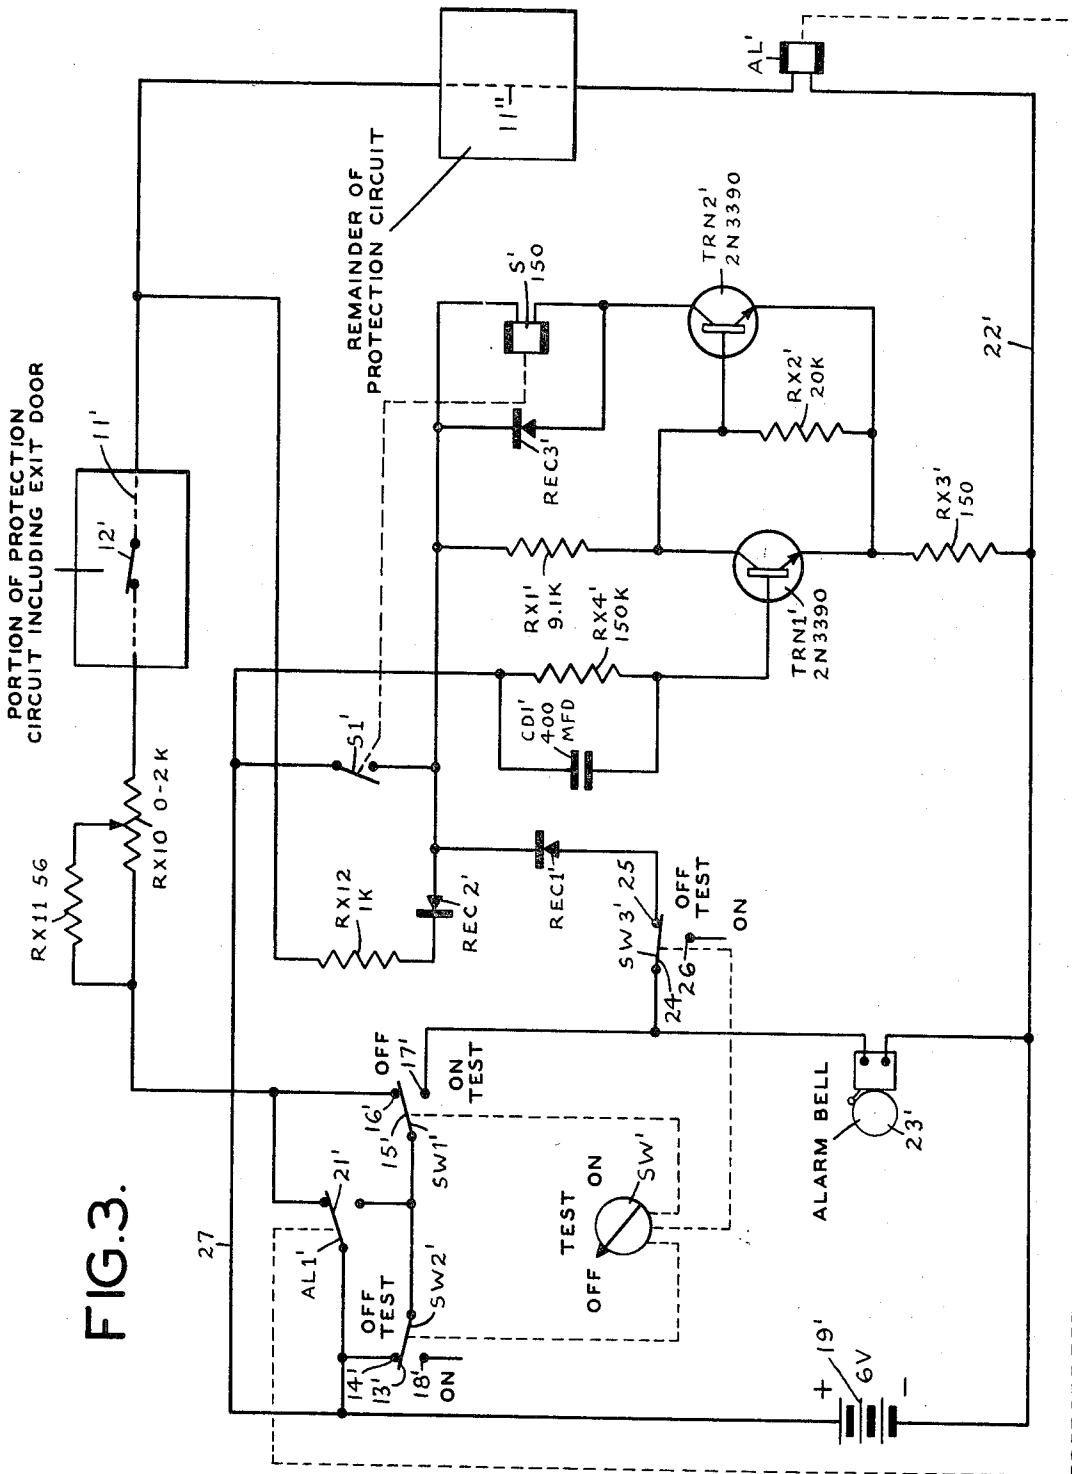 FIG.3.
PORTION OF PROTECTION
CIRCUIT INCLUDING EXIT DOOR
11'
12'
RX11 56
RX10 0-2K
REMAINDER OF
PROTECTION CIRCUIT
11"
AL'
27
S1'
RX12
1K
REC2'
REC1'
REC3'
S'
150
RX1'
9.1K
RX4'
150K
CD1'
400
MFD
TRN1'
2N3390
TRN2'
2N3390
RX2'
20K
RX3'
150
22'
AL1'
21'
OFF
TEST
14'
13'
18'
ON
SW2'
OFF
16'
15'
17'
ON
TEST
SW1'
SW3'
25
24
26
OFF
TEST
ON
OFF
TEST
ON
SW'
ALARM BELL
23'
+
19'
6V
−